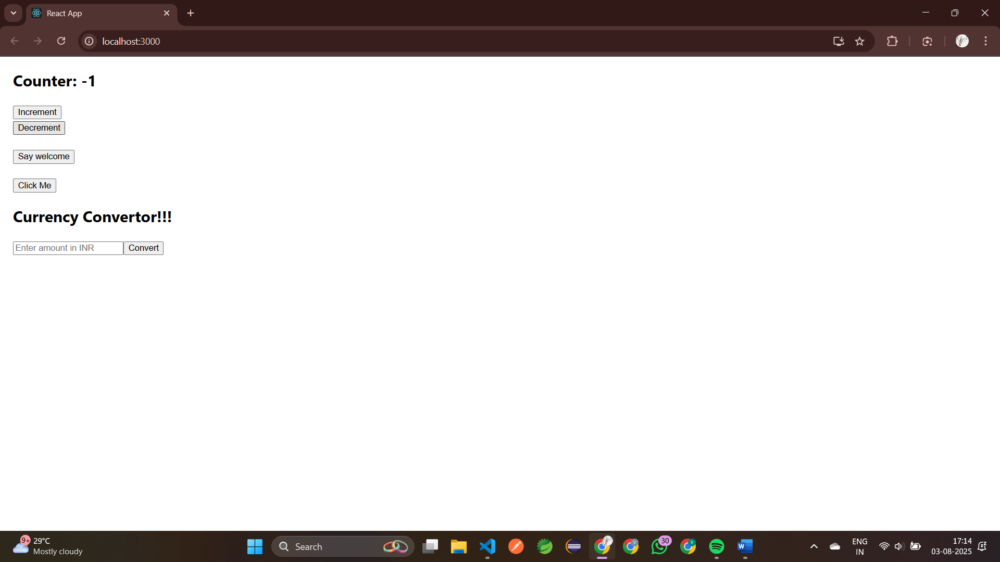 React App
localhost:3000
Counter: -1
Increment
Decrement
Say welcome
Click Me
Currency Convertor!!!
Enter amount in INR Convert
9+ 29°C
Mostly cloudy
Search
V
30
V
W
ENG
IN
17:14
03-08-2025